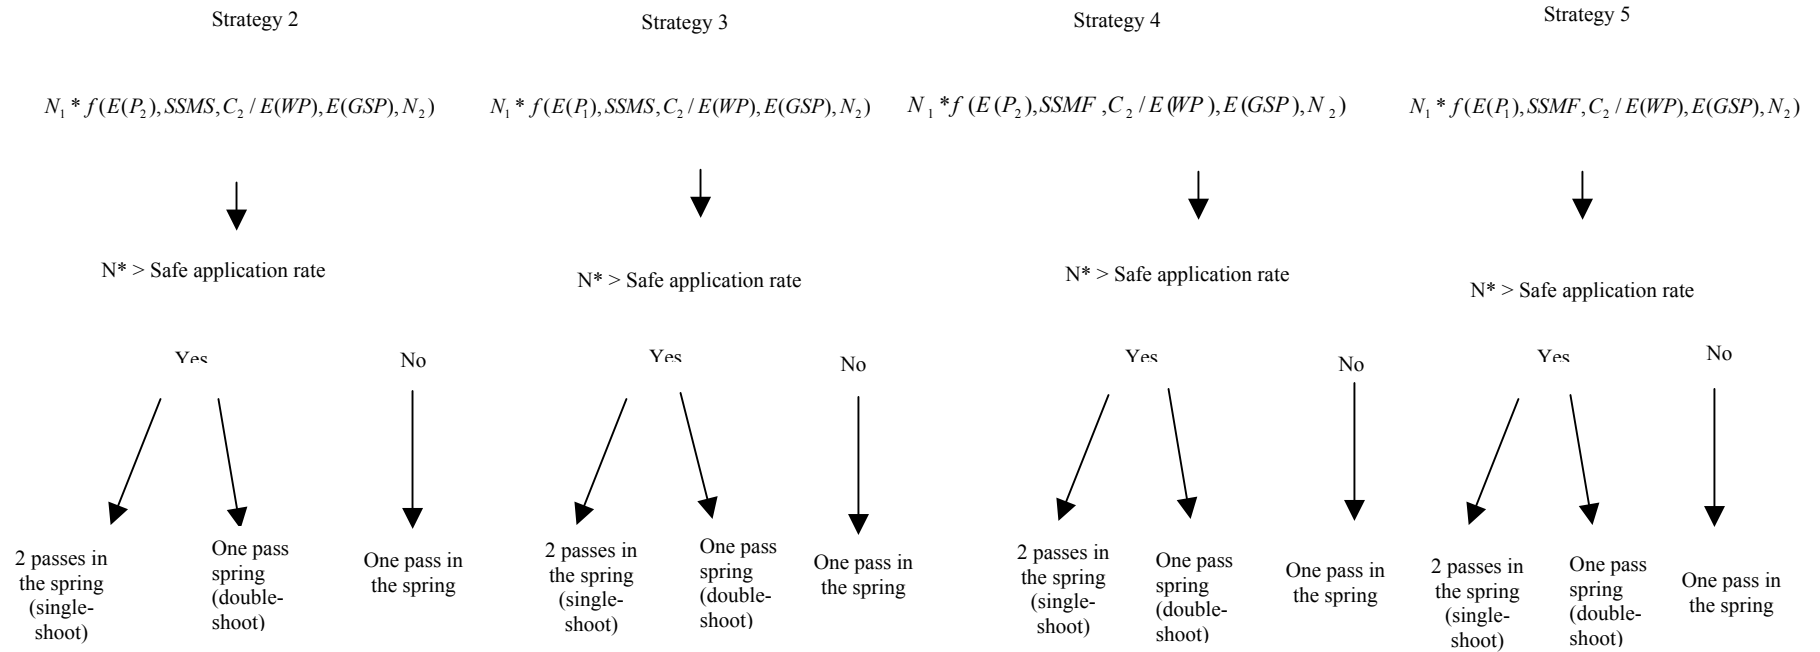 Strategy 2
N₁ * f(E(P₂), SSMS, C₂ / E(WP), E(GSP), N₂)
N* > Safe application rate
Yes
No
2 passes in
the spring
(single-
shoot)
One pass
spring
(double-
shoot)
One pass in
the spring
Strategy 3
N₁ * f(E(P₁), SSMS, C₂ / E(WP), E(GSP), N₂)
N* > Safe application rate
Yes
No
2 passes in
the spring
(single-
shoot)
One pass
spring
(double-
shoot)
One pass in
the spring
Strategy 4
N₁ * f(E(P₂), SSMF, C₂ / E(WP), E(GSP), N₂)
N* > Safe application rate
Yes
No
2 passes in
the spring
(single-
shoot)
One pass
spring
(double-
shoot)
One pass in
the spring
Strategy 5
N₁ * f(E(P₁), SSMF, C₂ / E(WP), E(GSP), N₂)
N* > Safe application rate
Yes
No
2 passes in
the spring
(single-
shoot)
One pass
spring
(double-
shoot)
One pass in
the spring